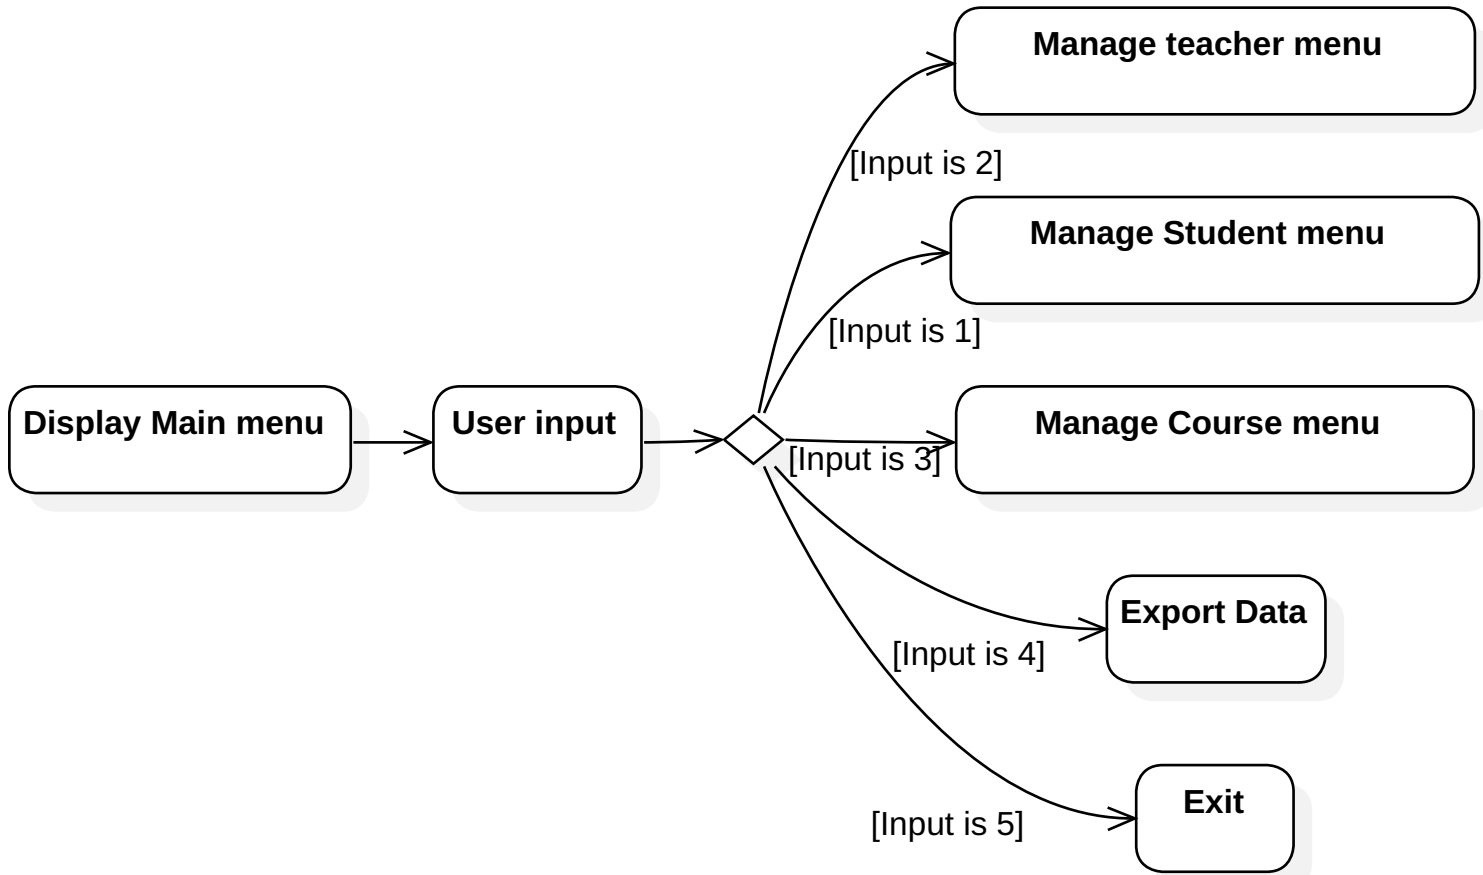 Manage teacher menu
[Input is 2]
Manage Student menu
[Input is 1]
Display Main menu
User input
Manage Course menu
[Input is 3]
Export Data
[Input is 4]
Exit
[Input is 5]